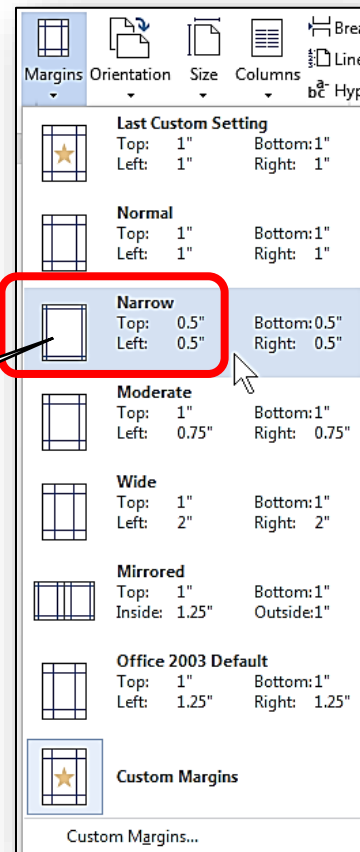 Brea
Line
Margins Orientation Size Columns
bc Hyp
Last Custom Setting
Top: 1" Bottom: 1"
Left: 1" Right: 1"
Normal
Top: 1" Bottom: 1"
Left: 1" Right: 1"
Narrow
Top: 0.5" Bottom: 0.5"
Left: 0.5" Right: 0.5"
Moderate
Top: 1" Bottom: 1"
Left: 0.75" Right: 0.75"
Wide
Top: 1" Bottom: 1"
Left: 2" Right: 2"
Mirrored
Top: 1" Bottom: 1"
Inside: 1.25" Outside: 1"
Office 2003 Default
Top: 1" Bottom: 1"
Left: 1.25" Right: 1.25"
Custom Margins
Custom Margins...